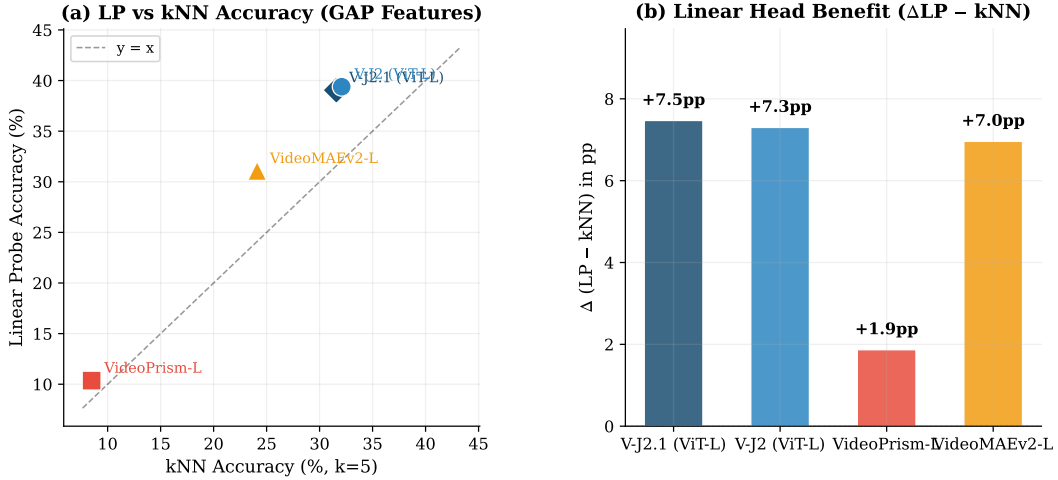 (a) LP vs kNN Accuracy (GAP Features)
y = x
V-J2 (ViT-L)
V-J2.1 (ViT-L)
VideoMAEv2-L
VideoPrism-L
Linear Probe Accuracy (%)
45
40
35
30
25
20
15
10
10 15 20 25 30 35 40 45
kNN Accuracy (%, k=5)
(b) Linear Head Benefit (ΔLP − kNN)
Δ (LP − kNN) in pp
8
6
4
2
0
+7.5pp
+7.3pp
+1.9pp
+7.0pp
V-J2.1 (ViT-L) V-J2 (ViT-L) VideoPrism-L VideoMAEv2-L